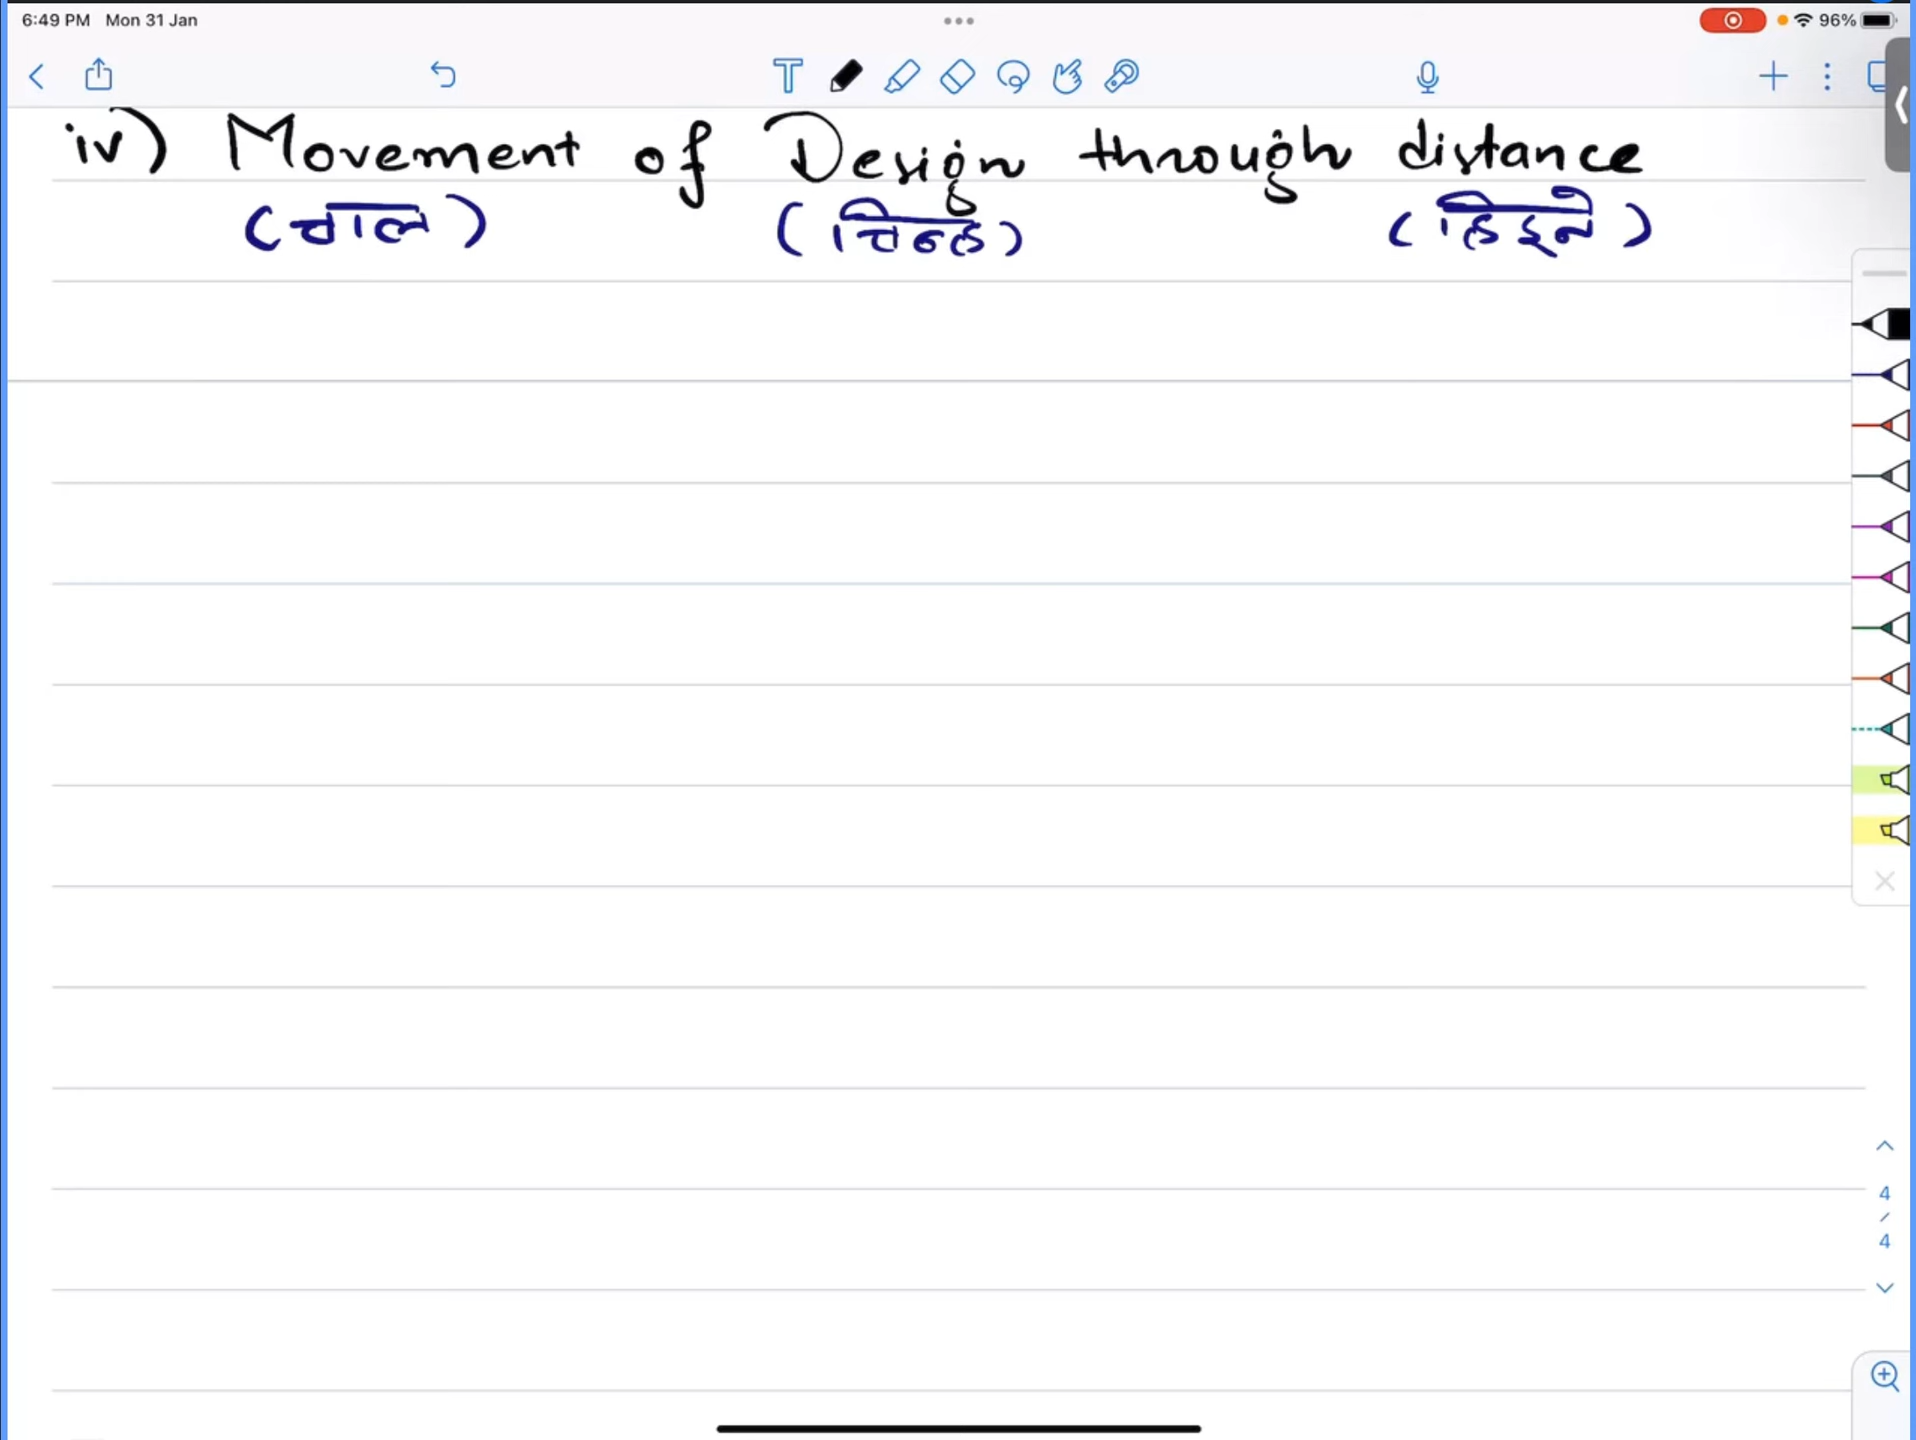 6:49 PM Mon 31 Jan
96%
iv) Movement of Design through distance
(चाल) (चिन्ह)
4
/
4